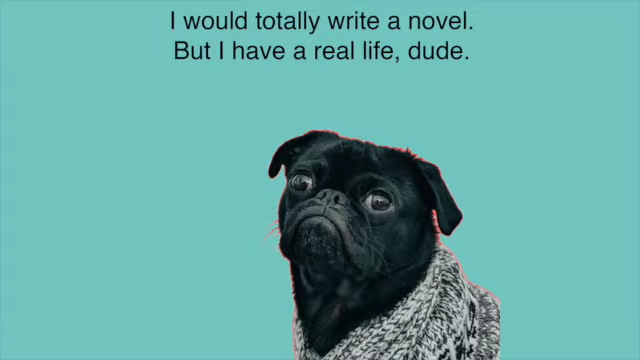 I would totally write a novel.
But I have a real life, dude.